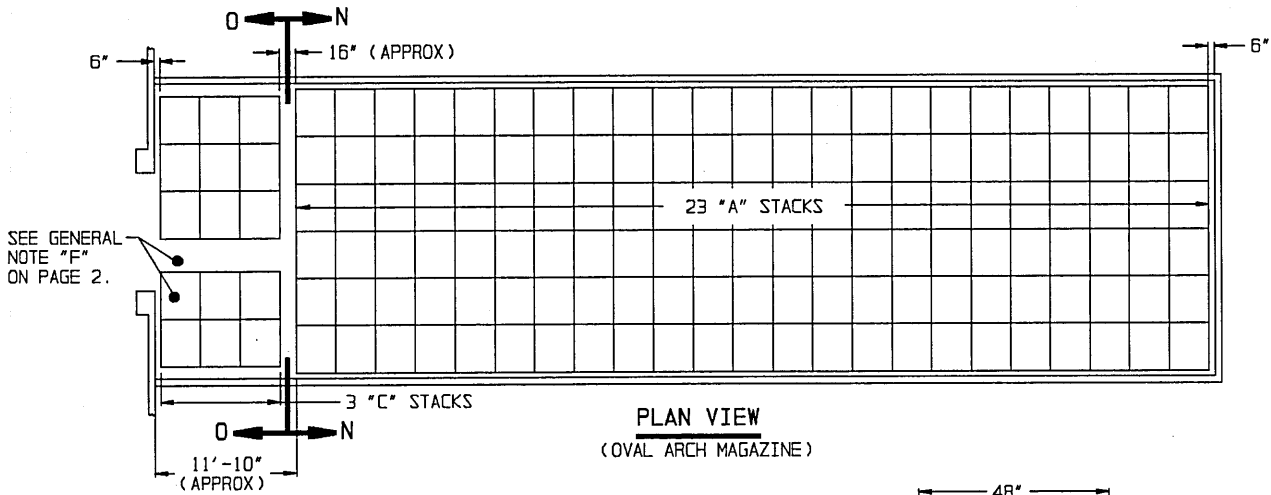 O N
6" 16" (APPROX) 6"
23 "A" STACKS
SEE GENERAL
NOTE "F"
ON PAGE 2.
3 "C" STACKS
O N
PLAN VIEW
(OVAL ARCH MAGAZINE)
11'-10"
(APPROX)
48"